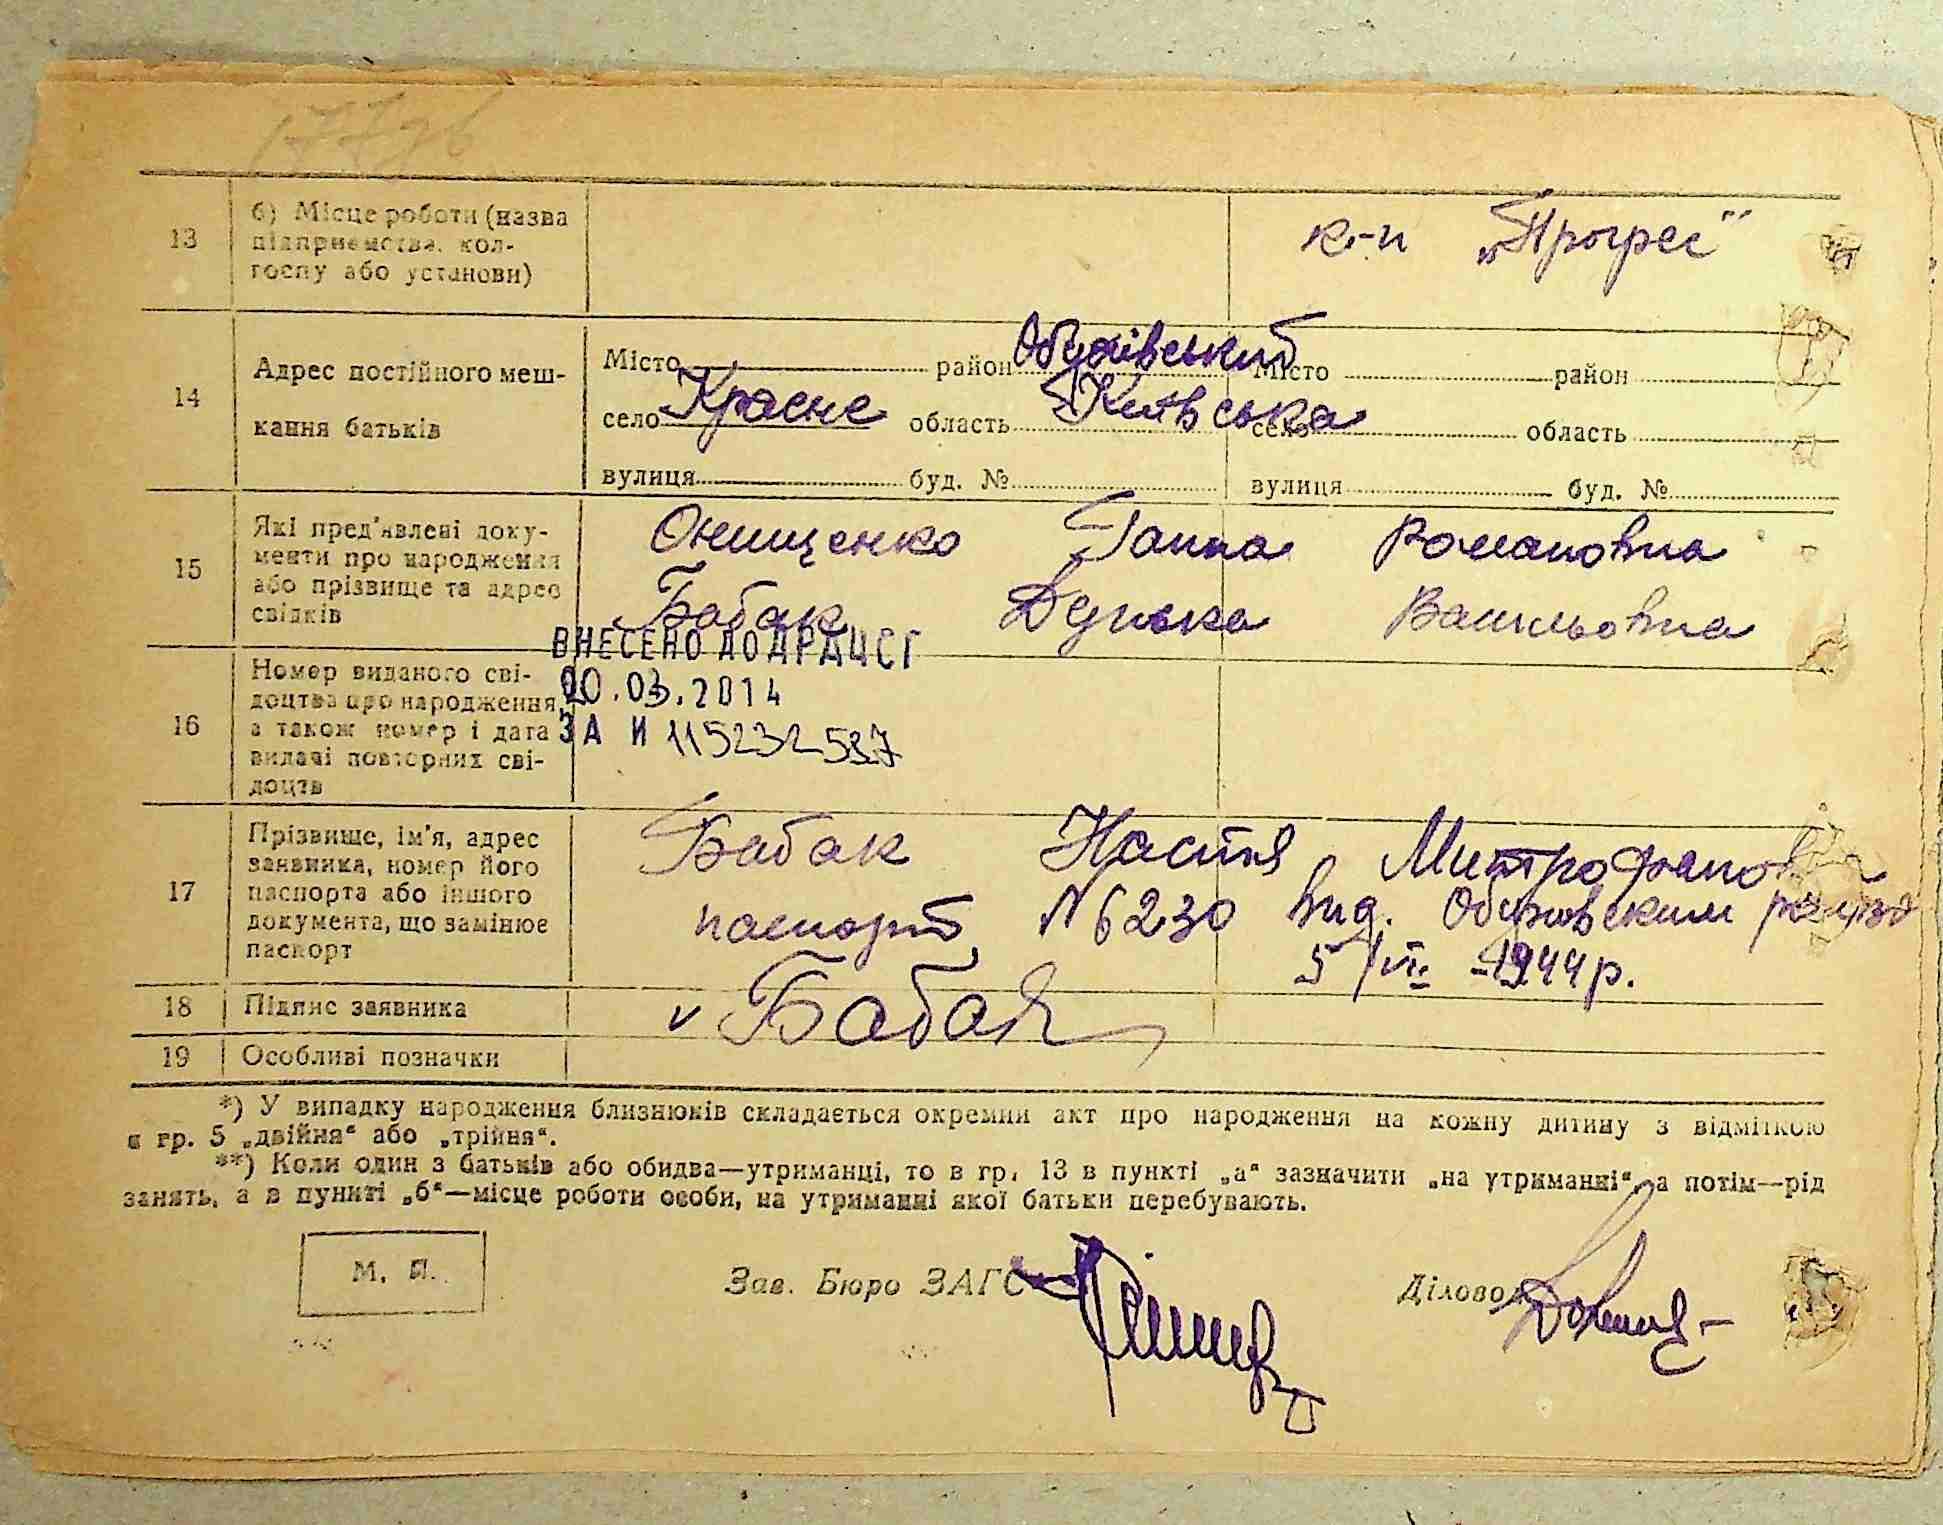 177зв
13 б) Місце роботи (назва к-п „Прогрес"
підприємства, кол-
госпу або установи)
14 Адрес постійного меш-
кання батьків
Місто район Обухівський Місто район
село Красне область Київська село область
вулиця буд. № вулиця буд. №
15 Які пред'явлені доку- Онищенко Ганна Романовна
менти про народження
або прізвище та адрес Бабак Дунька Васильовна
свідків
ВНЕСЕНО ДО ДРАЦСГ
16 Номер виданого сві- 20.03.2014
доцтва про народження,
а також номер і дата ЗА И 115232587
видачі повторних сві-
доцтв
17 Прізвище, ім'я, адрес Бабак Настя Митрофанов
заявника, номер його
паспорта або іншого паспорт N 6230 вид. Обуховским
документа, що замінює 5/VII -1944 р.
паспорт
18 Підпис заявника v Бабак
19 Особливі позначки
*) У випадку народження близнюків складається окремий акт про народження на кожну дитину з відміткою
в гр. 5 „двійня" або „трійня".
**) Коли один з батьків або обидва—утриманці, то в гр. 13 в пункті „а" зазначити „на утриманні", а потім—рід
занять, а в пункті „б"—місце роботи особи, на утриманні якої батьки перебувають.
М. П.
Зав. Бюро ЗАГС Діловод